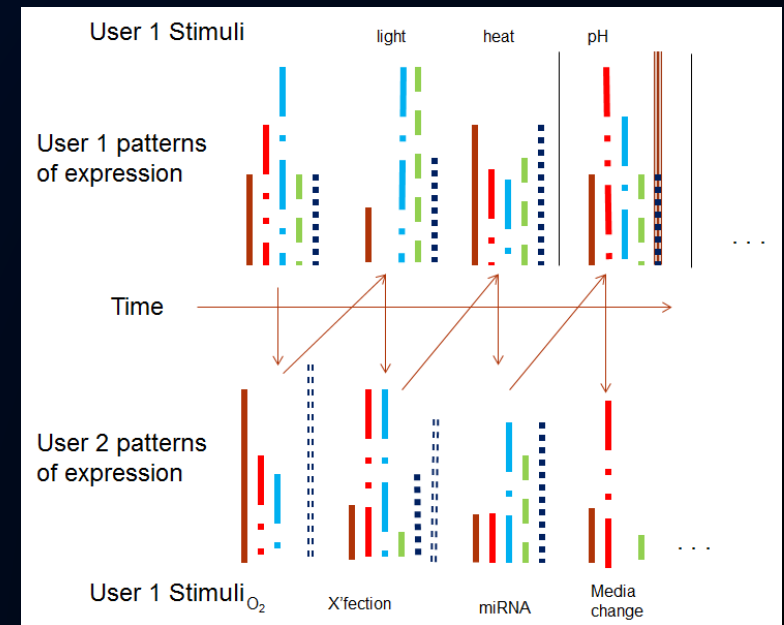 User 1 Stimuli
light heat pH
User 1 patterns
of expression
. . .
Time
User 2 patterns
of expression
. . .
User 1 Stimuli
O₂ X'fection miRNA Media
change